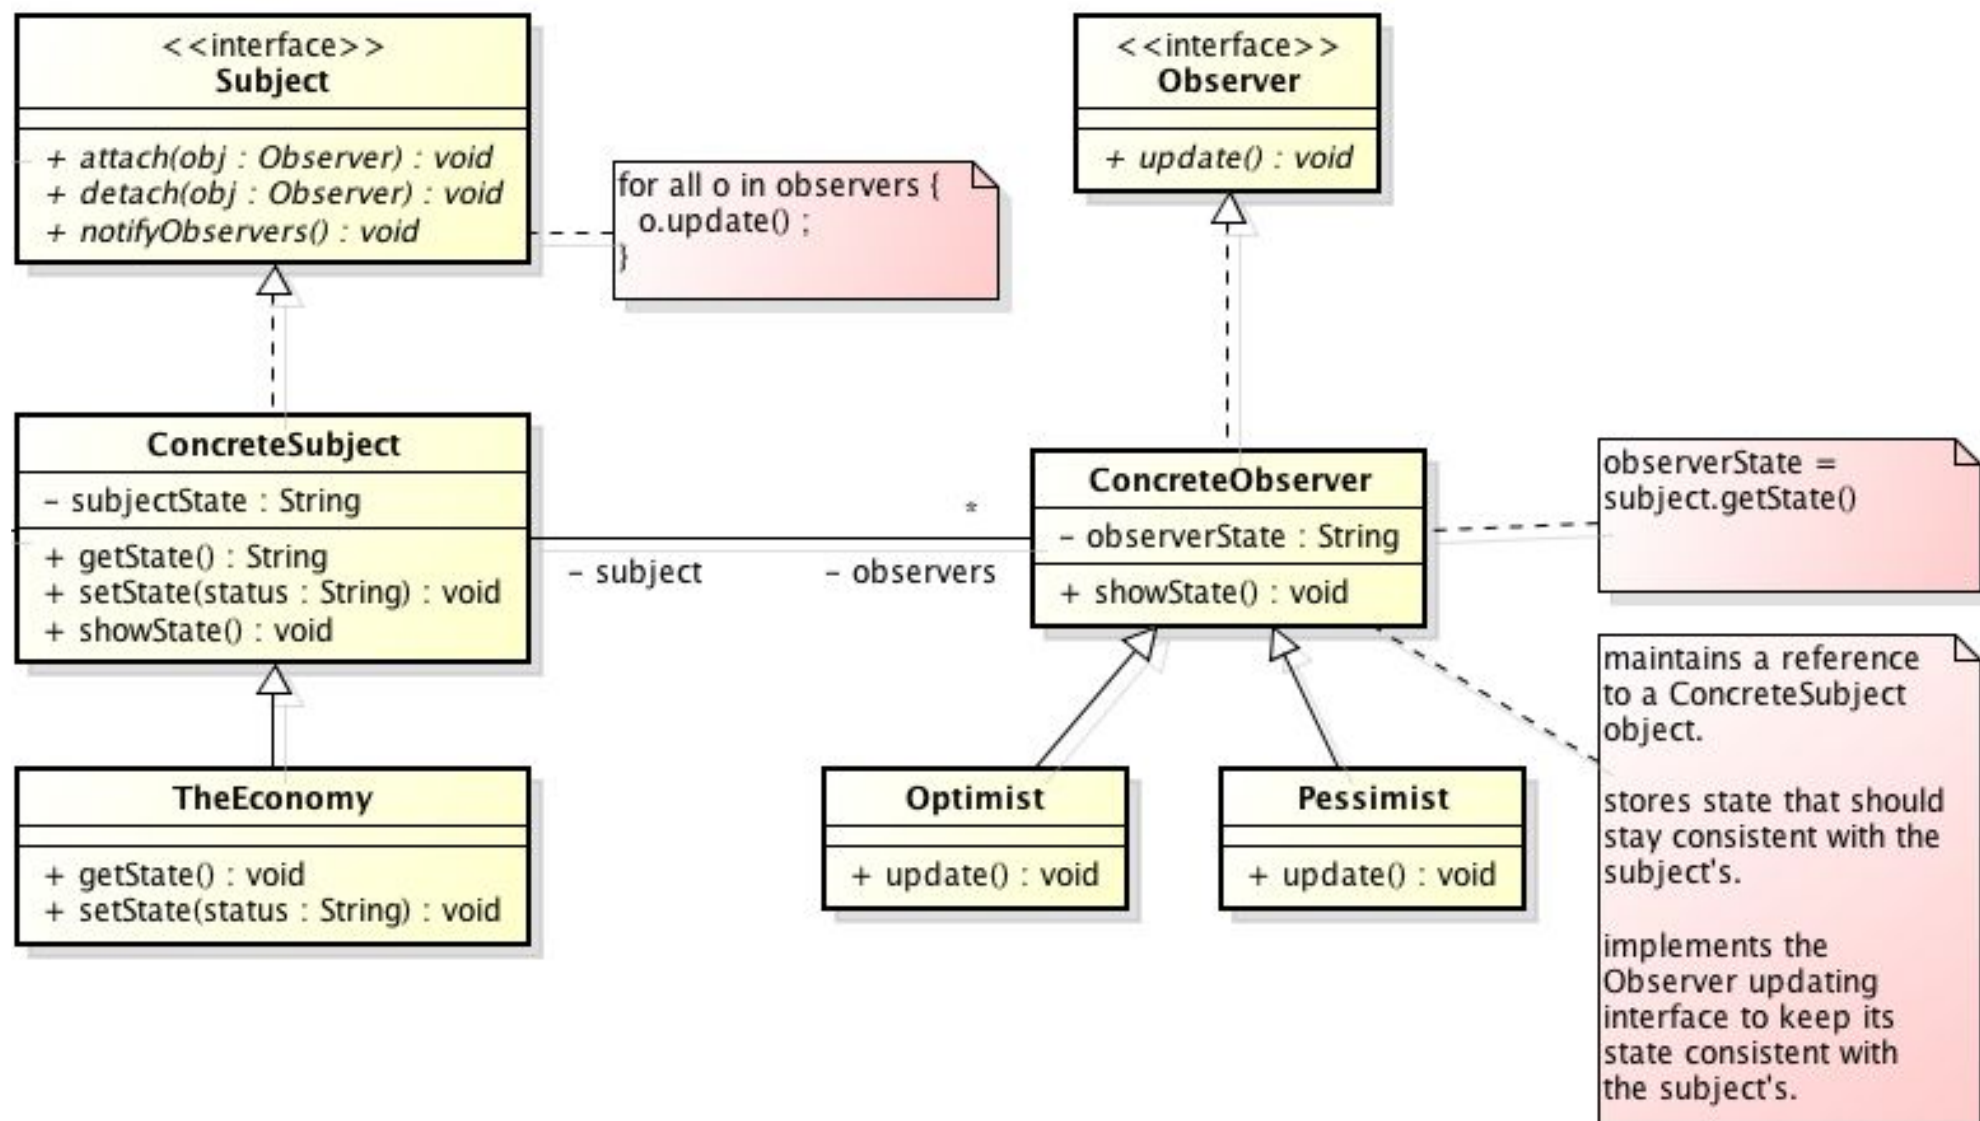 <<interface>>
Subject
+ attach(obj : Observer) : void
+ detach(obj : Observer) : void
+ notifyObservers() : void
for all o in observers {
o.update() ;
}
<<interface>>
Observer
+ update() : void
ConcreteSubject
- subjectState : String
+ getState() : String
+ setState(status : String) : void
+ showState() : void
*
- subject
- observers
ConcreteObserver
- observerState : String
+ showState() : void
observerState =
subject.getState()
TheEconomy
+ getState() : void
+ setState(status : String) : void
Optimist
+ update() : void
Pessimist
+ update() : void
maintains a reference
to a ConcreteSubject
object.
stores state that should
stay consistent with the
subject's.
implements the
Observer updating
interface to keep its
state consistent with
the subject's.